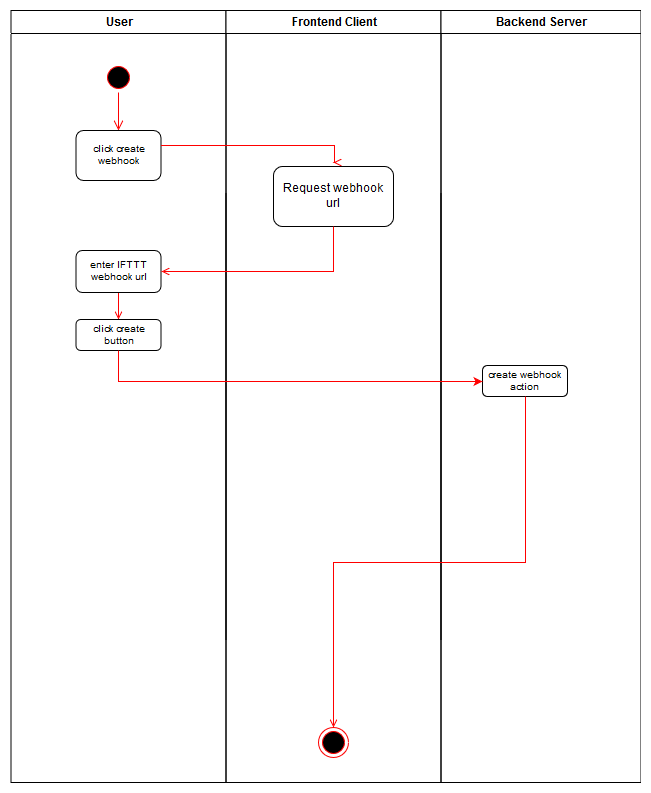 User
Frontend Client
Backend Server
click create
webhook
Request webhook
url
enter IFTTT
webhook url
click create
button
create webhook
action